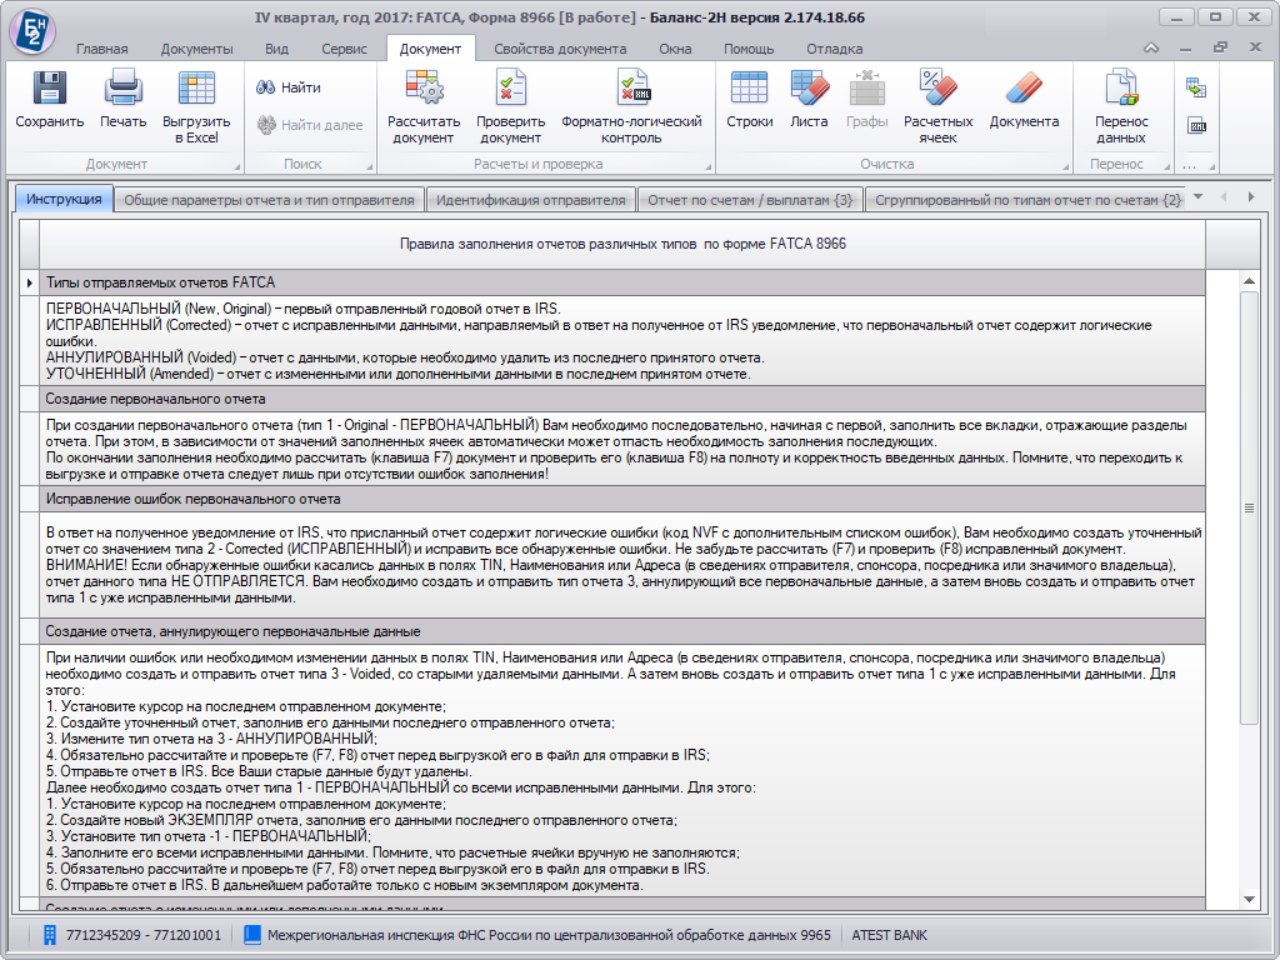 IV квартал, год 2017: FATCA, Форма 8966 [В работе] - Баланс-2Н версия 2.174.18.66
Б2Н
Главная Документы Вид Сервис Документ Свойства документа Окна Помощь Отладка
Сохранить
Печать
Выгрузить
в Excel
Документ
Найти
Найти далее
Поиск
Рассчитать
документ
Проверить
документ
Форматно-логический
контроль
Расчеты и проверка
Строки
Листа
Графы
Расчетных
ячеек
Документа
Очистка
Перенос
данных
Перенос
XML
XML
...
Инструкция
Общие параметры отчета и тип отправителя
Идентификация отправителя
Отчет по счетам / выплатам {3}
Сгруппированный по типам отчет по счетам {2}
Правила заполнения отчетов различных типов по форме FATCA 8966
Типы отправляемых отчетов FATCA
ПЕРВОНАЧАЛЬНЫЙ (New, Original) – первый отправленный годовой отчет в IRS.
ИСПРАВЛЕННЫЙ (Corrected) – отчет с исправленными данными, направляемый в ответ на полученное от IRS уведомление, что первоначальный отчет содержит логические
ошибки.
АННУЛИРОВАННЫЙ (Voided) – отчет с данными, которые необходимо удалить из последнего принятого отчета.
УТОЧНЕННЫЙ (Amended) – отчет с измененными или дополненными данными в последнем принятом отчете.
Создание первоначального отчета
При создании первоначального отчета (тип 1 - Original - ПЕРВОНАЧАЛЬНЫЙ) Вам необходимо последовательно, начиная с первой, заполнить все вкладки, отражающие разделы
отчета. При этом, в зависимости от значений заполненных ячеек автоматически может отпасть необходимость заполнения последующих.
По окончании заполнения необходимо рассчитать (клавиша F7) документ и проверить его (клавиша F8) на полноту и корректность введенных данных. Помните, что переходить к
выгрузке и отправке отчета следует лишь при отсутствии ошибок заполнения!
Исправление ошибок первоначального отчета
В ответ на полученное уведомление от IRS, что присланный отчет содержит логические ошибки (код NVF с дополнительным списком ошибок), Вам необходимо создать уточненный
отчет со значением типа 2 - Corrected (ИСПРАВЛЕННЫЙ) и исправить все обнаруженные ошибки. Не забудьте рассчитать (F7) и проверить (F8) исправленный документ.
ВНИМАНИЕ! Если обнаруженные ошибки касались данных в полях TIN, Наименования или Адреса (в сведениях отправителя, спонсора, посредника или значимого владельца),
отчет данного типа НЕ ОТПРАВЛЯЕТСЯ. Вам необходимо создать и отправить тип отчета 3, аннулирующий все первоначальные данные, а затем вновь создать и отправить отчет
типа 1 с уже исправленными данными.
Создание отчета, аннулирующего первоначальные данные
При наличии ошибок или необходимом изменении данных в полях TIN, Наименования или Адреса (в сведениях отправителя, спонсора, посредника или значимого владельца)
необходимо создать и отправить отчет типа 3 - Voided, со старыми удаляемыми данными. А затем вновь создать и отправить отчет типа 1 с уже исправленными данными. Для
этого:
1. Установите курсор на последнем отправленном документе;
2. Создайте уточненный отчет, заполнив его данными последнего отправленного отчета;
3. Измените тип отчета на 3 - АННУЛИРОВАННЫЙ;
4. Обязательно рассчитайте и проверьте (F7, F8) отчет перед выгрузкой его в файл для отправки в IRS;
5. Отправьте отчет в IRS. Все Ваши старые данные будут удалены.
Далее необходимо создать отчет типа 1 - ПЕРВОНАЧАЛЬНЫЙ со всеми исправленными данными. Для этого:
1. Установите курсор на последнем отправленном документе;
2. Создайте новый ЭКЗЕМПЛЯР отчета, заполнив его данными последнего отправленного отчета;
3. Установите тип отчета -1 - ПЕРВОНАЧАЛЬНЫЙ;
4. Заполните его всеми исправленными данными. Помните, что расчетные ячейки вручную не заполняются;
5. Обязательно рассчитайте и проверьте (F7, F8) отчет перед выгрузкой его в файл для отправки в IRS.
6. Отправьте отчет в IRS. В дальнейшем работайте только с новым экземпляром документа.
Создание отчета с измененными или дополненными данными
7712345209 - 771201001
Межрегиональная инспекция ФНС России по централизованной обработке данных 9965
ATEST BANK